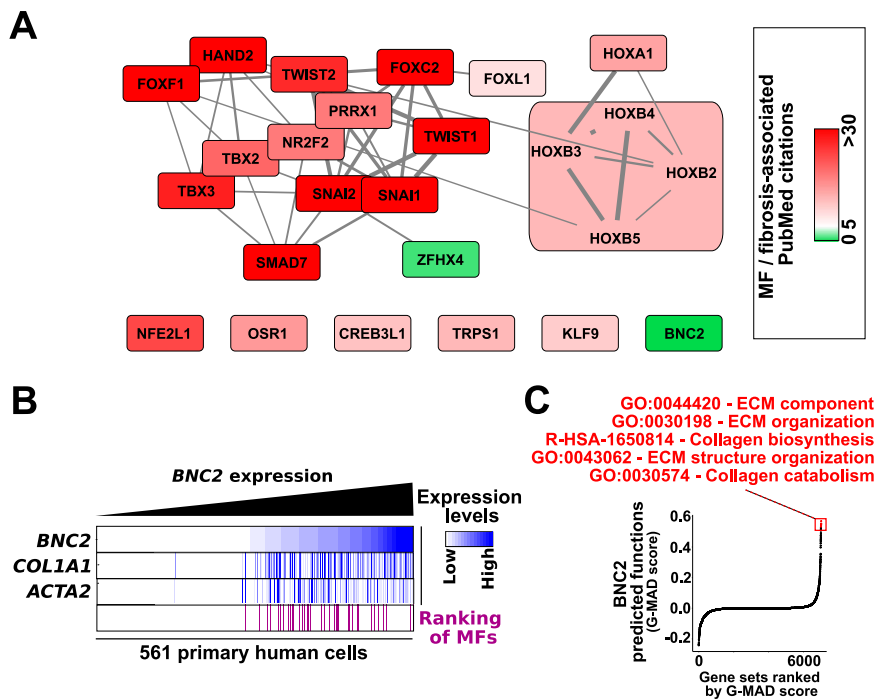 A
HAND2
FOXF1
TWIST2
FOXC2
FOXL1
HOXA1
PRRX1
HOXB4
TWIST1
NR2F2
HOXB3
TBX2
HOXB2
TBX3
SNAI2
SNAI1
HOXB5
SMAD7
ZFHX4
NFE2L1
OSR1
CREB3L1
TRPS1
KLF9
BNC2
MF / fibrosis-associated
PubMed citations
>30
5
0
B
BNC2 expression
Expression
levels
Low
High
BNC2
COL1A1
ACTA2
Ranking
of MFs
561 primary human cells
C
GO:0044420 - ECM component
GO:0030198 - ECM organization
R-HSA-1650814 - Collagen biosynthesis
GO:0043062 - ECM structure organization
GO:0030574 - Collagen catabolism
BNC2
predicted functions
(G-MAD score)
0.6
0.4
0.2
0.0
-0.2
0
6000
Gene sets ranked
by G-MAD score